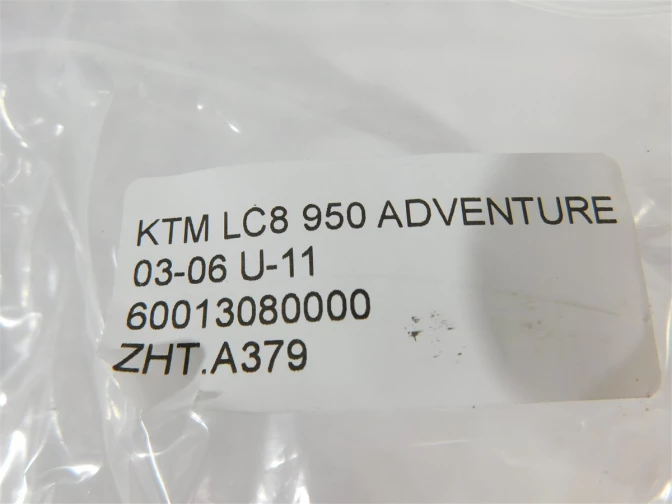 KTM LC8 950 ADVENTURE
03-06 U-11
60013080000
ZHT.A379